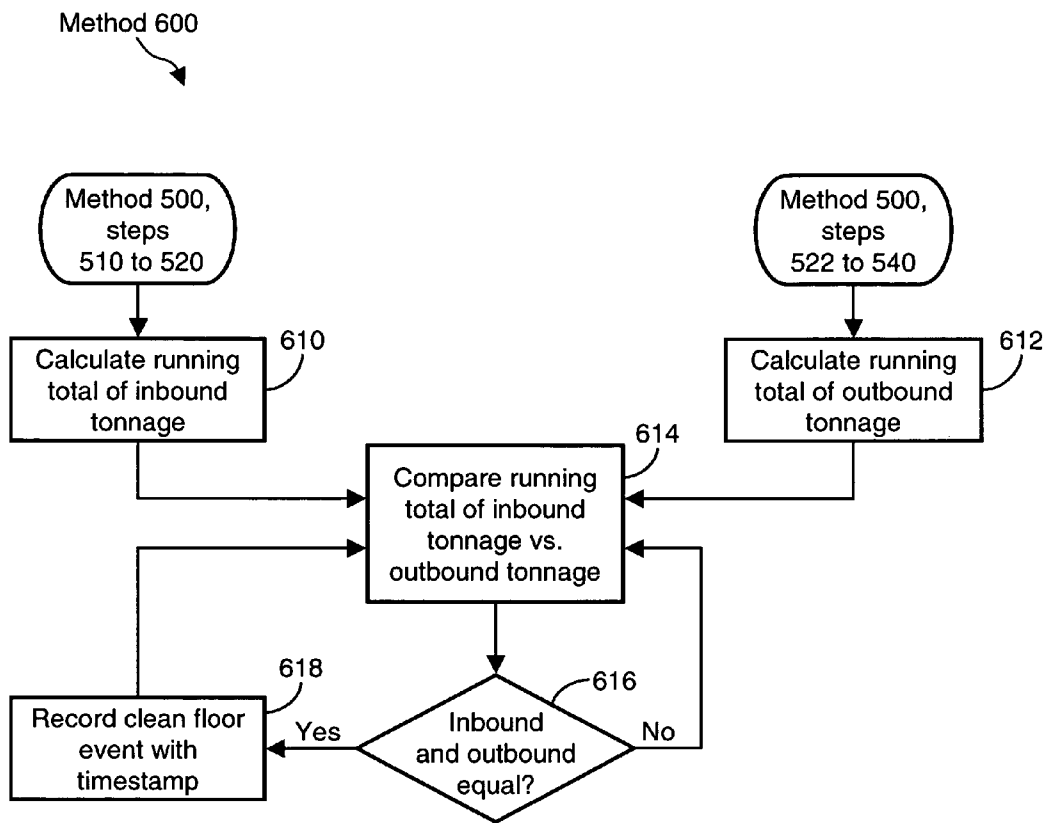 Method 600
Method 500,
steps
510 to 520
Method 500,
steps
522 to 540
610
Calculate running
total of inbound
tonnage
612
Calculate running
total of outbound
tonnage
614
Compare running
total of inbound
tonnage vs.
outbound tonnage
618
Record clean floor
event with
timestamp
Yes
616
Inbound
and outbound
equal?
No